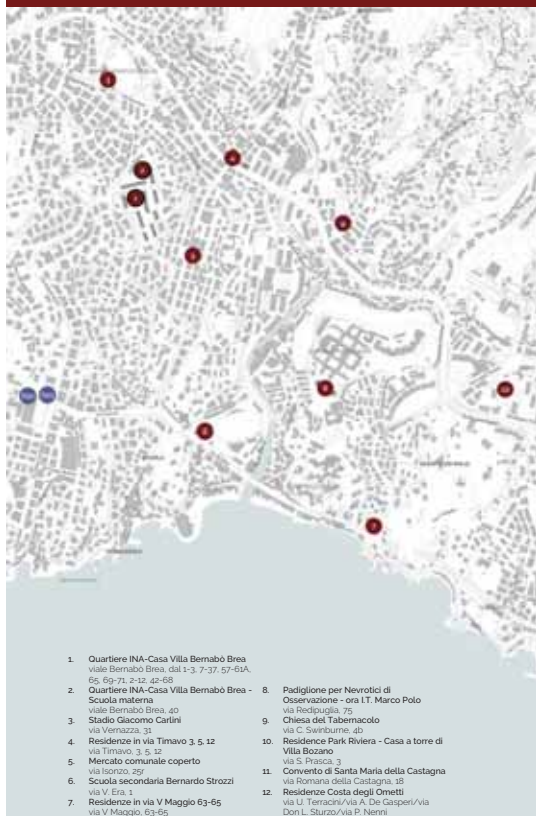 1. Quartiere INA-Casa Villa Bernabò Brea
viale Bernabò Brea, dal 1-3, 7-37, 57-61A,
65, 69-71, 2-12, 42-68
2. Quartiere INA-Casa Villa Bernabò Brea -
Scuola materna
viale Bernabò Brea, 40
3. Stadio Giacomo Carlini
via Vernazza, 31
4. Residenze in via Timavo 3, 5, 12
via Timavo, 3, 5, 12
5. Mercato comunale coperto
via Isonzo, 25r
6. Scuola secondaria Bernardo Strozzi
via V. Era, 1
7. Residenze in via V Maggio 63-65
via V Maggio, 63-65
8. Padiglione per Nevrotici di
Osservazione - ora I.T. Marco Polo
via Redipuglia, 75
9. Chiesa del Tabernacolo
via C. Swinburne, 4b
10. Residence Park Riviera - Casa a torre di
Villa Bozano
via S. Prasca, 3
11. Convento di Santa Maria della Castagna
via Romana della Castagna, 18
12. Residenze Costa degli Ometti
via U. Terracini/via A. De Gasperi/via
Don L. Sturzo/via P. Nenni